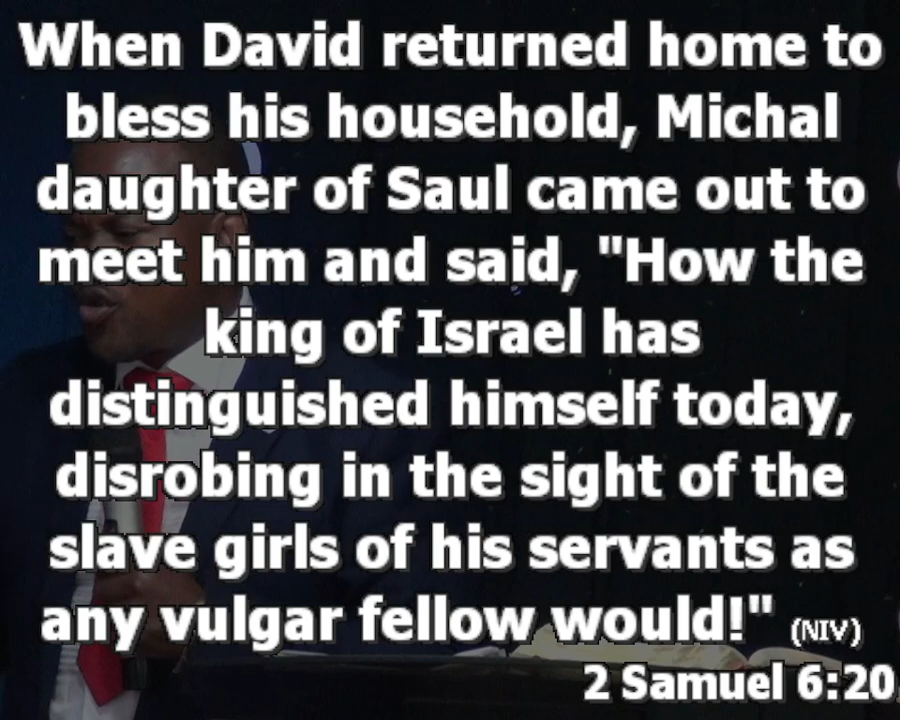 When David returned home to
bless his household, Michal
daughter of Saul came out to
meet him and said, "How the
king of Israel has
distinguished himself today,
disrobing in the sight of the
slave girls of his servants as
any vulgar fellow would!" (NIV)
2 Samuel 6:20